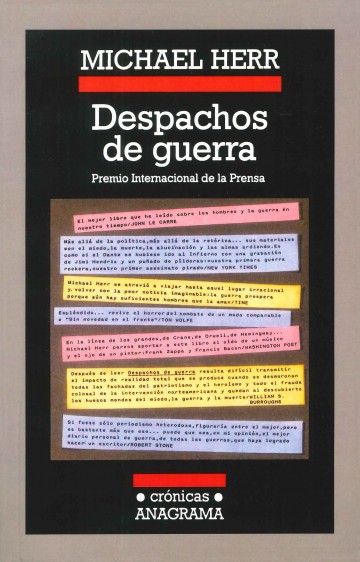 MICHAEL HERR
Despachos
de guerra
Premio Internacional de la Prensa
El mejor libro que he leído sobre los hombres y la guerra en
nuestro tiempo/JOHN LE CARRE
Más allá de la política,más allá de la retórica... sus materiales
son el miedo,la muerte,la alucinación y las almas ardiendo.Es
como si el Dante se hubiese ido al infierno con una grabación
de Jimi Hendrix y un puñado de píldoras:nuestra primera guerra
rockera,nuestro primer asesinato pirado/NEW YORK TIMES
Michael Herr se atrevió a viajar hasta aquel lugar irracional
y volver con la peor noticia imaginable:la guerra prospera
porque aún hay suficientes hombres que la aman/TIME
Espléndido... revive el horror del combate de un modo comparable
a "Sin novedad en el frente"/TOM WOLFE
En la línea de los grandes,de Crane,de Orwell,de Hemingway...
Michael Herr parece aportar a este libro el oído de un músico
y el ojo de un pintor:Frank Zappa y Francis Bacon/WASHINGTON POST
Después de leer Despachos de guerra resulta difícil transmitir
el impacto de realidad total que se produce cuando se desmoronan
todas las fachadas del patriotismo y el heroísmo y todo el fraude
colosal de la intervención norteamericana y quedan al descubierto
los huesos mondos del miedo,la guerra y la muerte/WILLIAM S.
BURROUGHS
Si fuese sólo periodismo heterodoxo,figuraría entre el mejor,pero
es bastante más que eso... puede que sea,en mi opinión,el mejor
diario personal de guerra,de todas las guerras,que haya logrado
hacer un escritor/ROBERT STONE
• crónicas •
ANAGRAMA